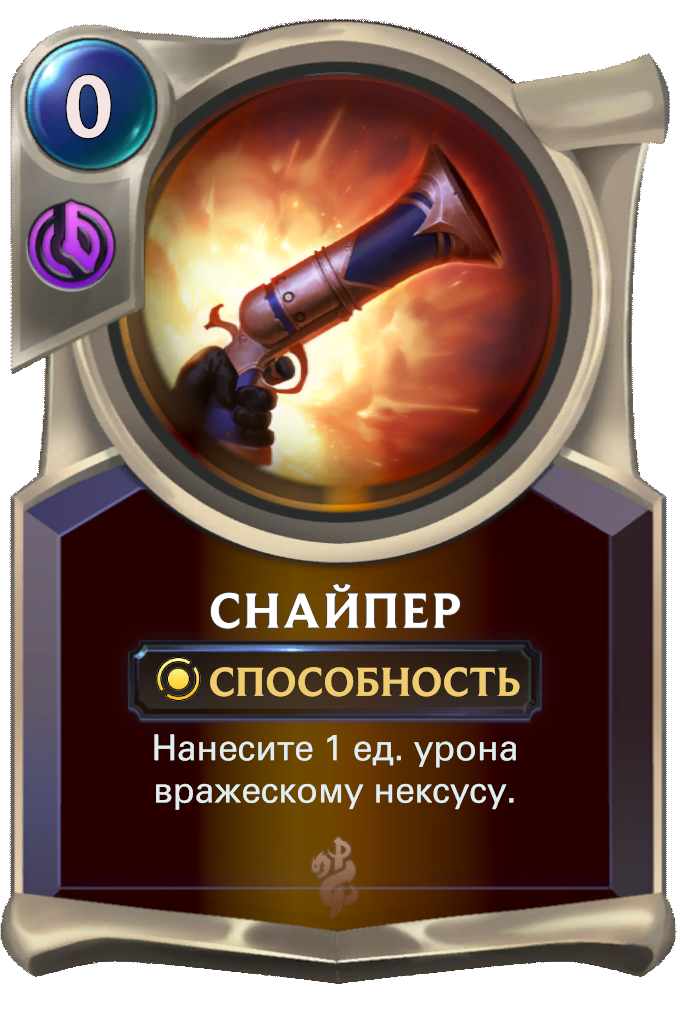 0
СНАЙПЕР
СПОСОБНОСТЬ
Нанесите 1 ед. урона
вражескому нексусу.